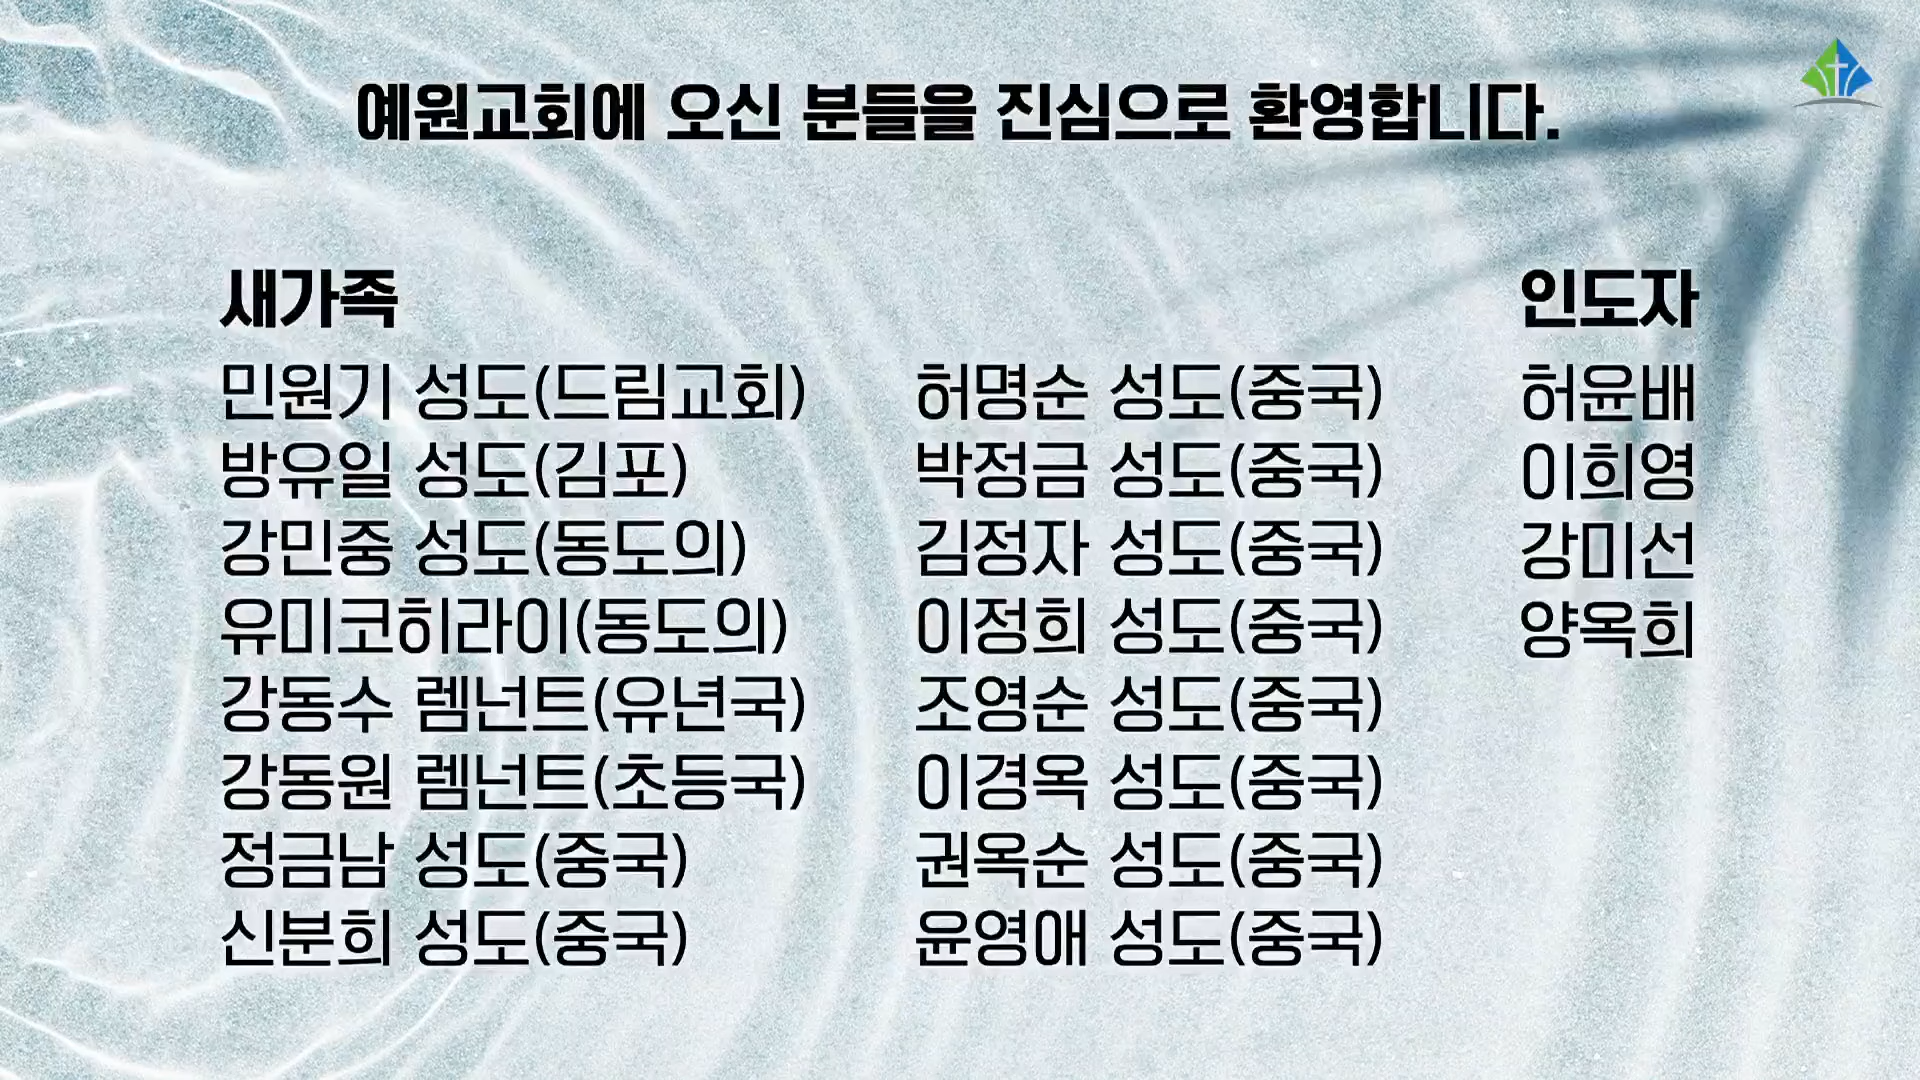 예원교회에 오신 분들을 진심으로 환영합니다.
새가족
민원기 성도(드림교회)
방유일 성도(김포)
강민중 성도(동도의)
유미코히라이(동도의)
강동수 렘넌트(유년국)
강동원 렘넌트(초등국)
정금남 성도(중국)
신분희 성도(중국)
허명순 성도(중국)
박정금 성도(중국)
김정자 성도(중국)
이정희 성도(중국)
조영순 성도(중국)
이경옥 성도(중국)
권옥순 성도(중국)
윤영애 성도(중국)
인도자
허윤배
이희영
강미선
양옥희